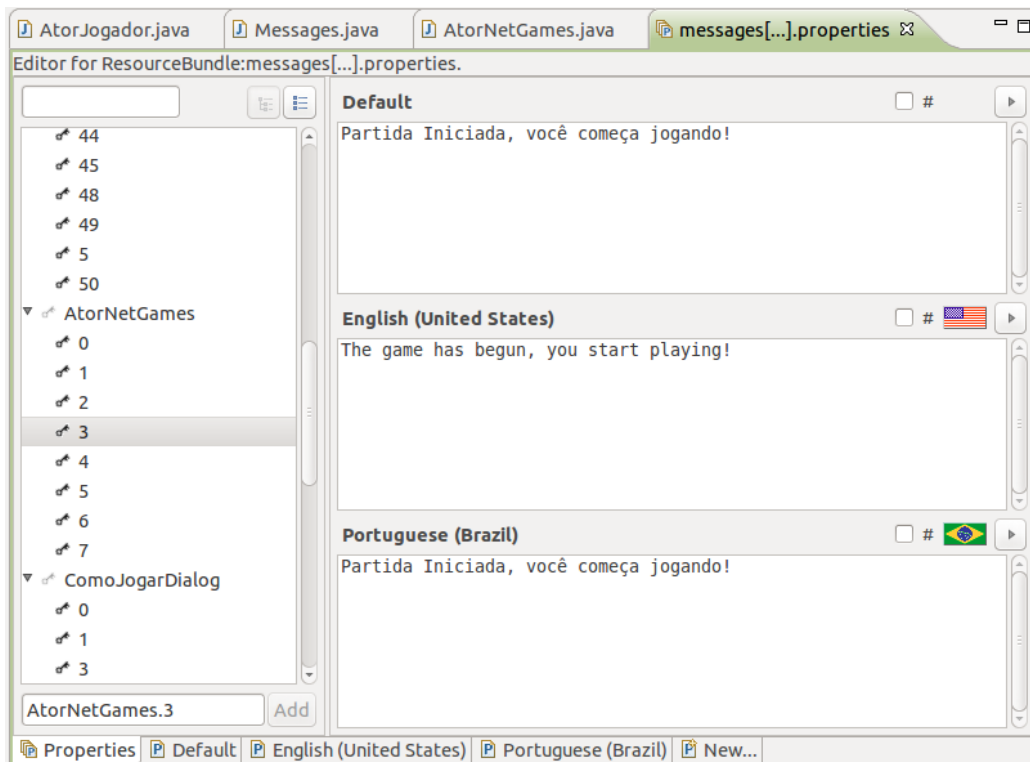 AtorJogador.java
Messages.java
AtorNetGames.java
messages[...].properties
Editor for ResourceBundle:messages[...].properties.
44
45
48
49
5
50
AtorNetGames
0
1
2
3
4
5
6
7
ComoJogarDialog
0
1
3
AtorNetGames.3
Add
Default
#
Partida Iniciada, você começa jogando!
English (United States)
#
The game has begun, you start playing!
Portuguese (Brazil)
#
Partida Iniciada, você começa jogando!
Properties
Default
English (United States)
Portuguese (Brazil)
New...